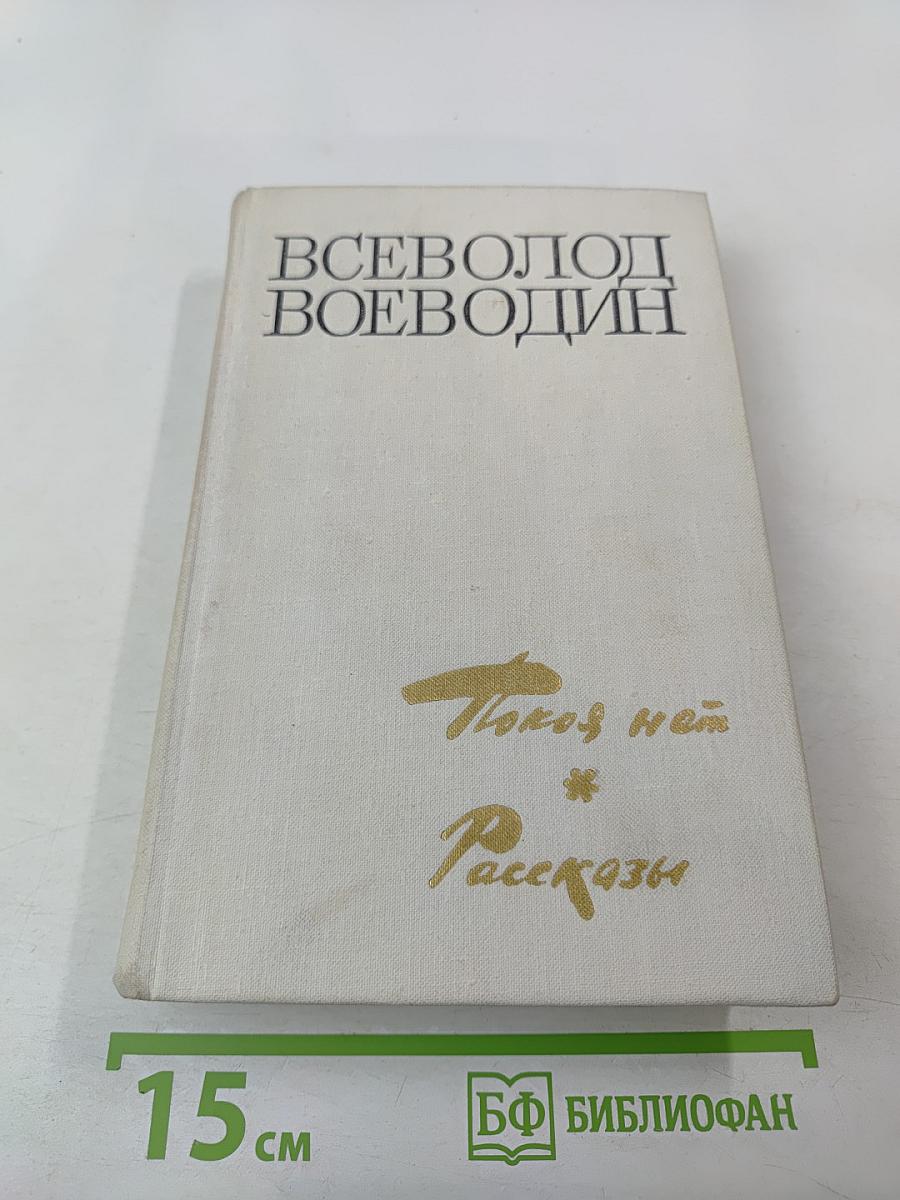 ВСЕВОЛОД
ВОЕВОДИН
Покоя нет
*
Рассказы
15 см
БФ БИБЛИОФАН